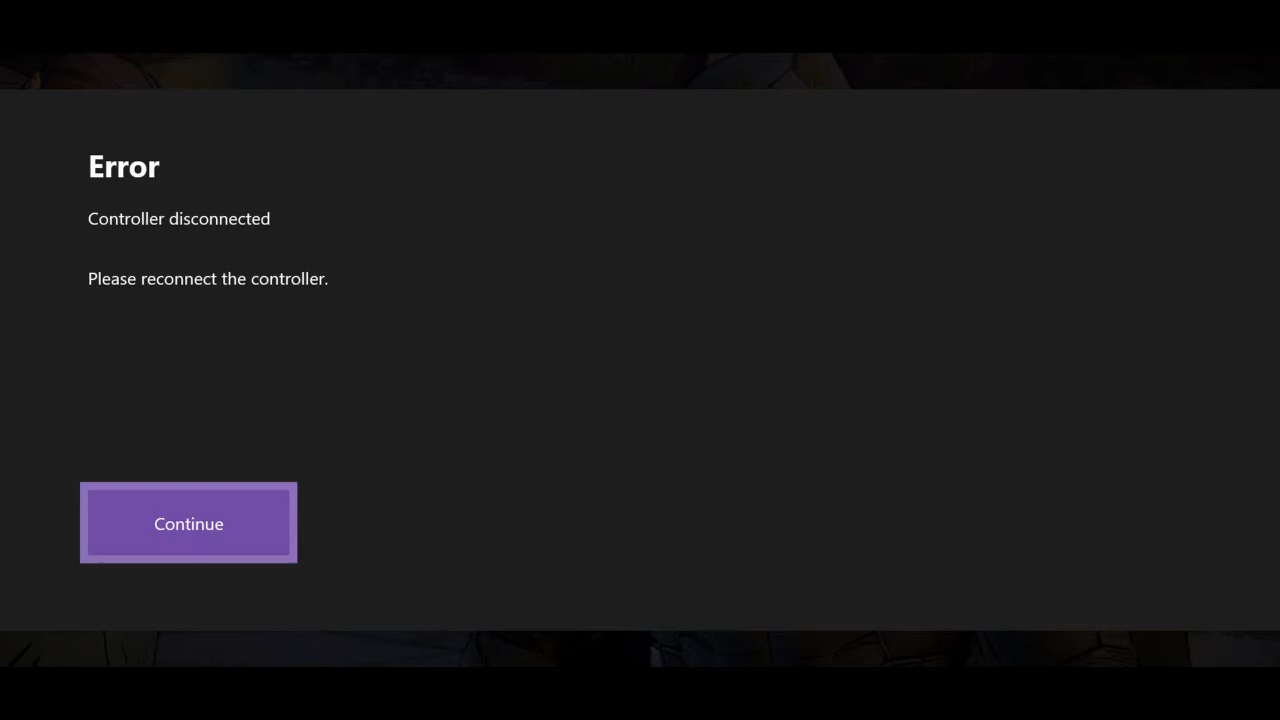 Error
Controller disconnected
Please reconnect the controller.
Continue